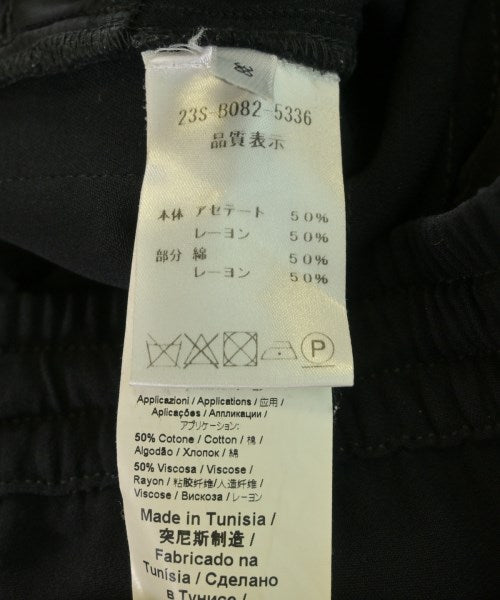 38
23S-B082-5336
品質表示
本体 アセテート 50%
レーヨン 50%
部分 綿 50%
レーヨン 50%
P
Applicazioni / Applications / 应用 /
Aplicações / Аппликации /
アプリケーション:
50% Cotone / Cotton / 棉 /
Algodão / Хлопок / 綿
50% Viscosa / Viscose /
Rayon / 粘胶纤维/人造纤维 /
Viscose / Вискоза / レーヨン
Made in Tunisia /
突尼斯制造 /
Fabricado na
Tunísia / Сделано
в Тунисе /